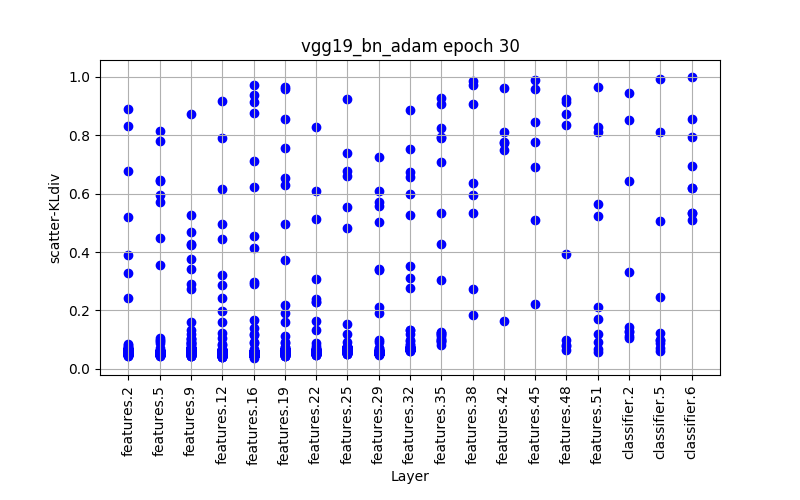 vgg19_bn_adam epoch 30
scatter-KLdiv
1.0
0.8
0.6
0.4
0.2
0.0
features.2
features.5
features.9
features.12
features.16
features.19
features.22
features.25
features.29
features.32
features.35
features.38
features.42
features.45
features.48
features.51
classifier.2
classifier.5
classifier.6
Layer